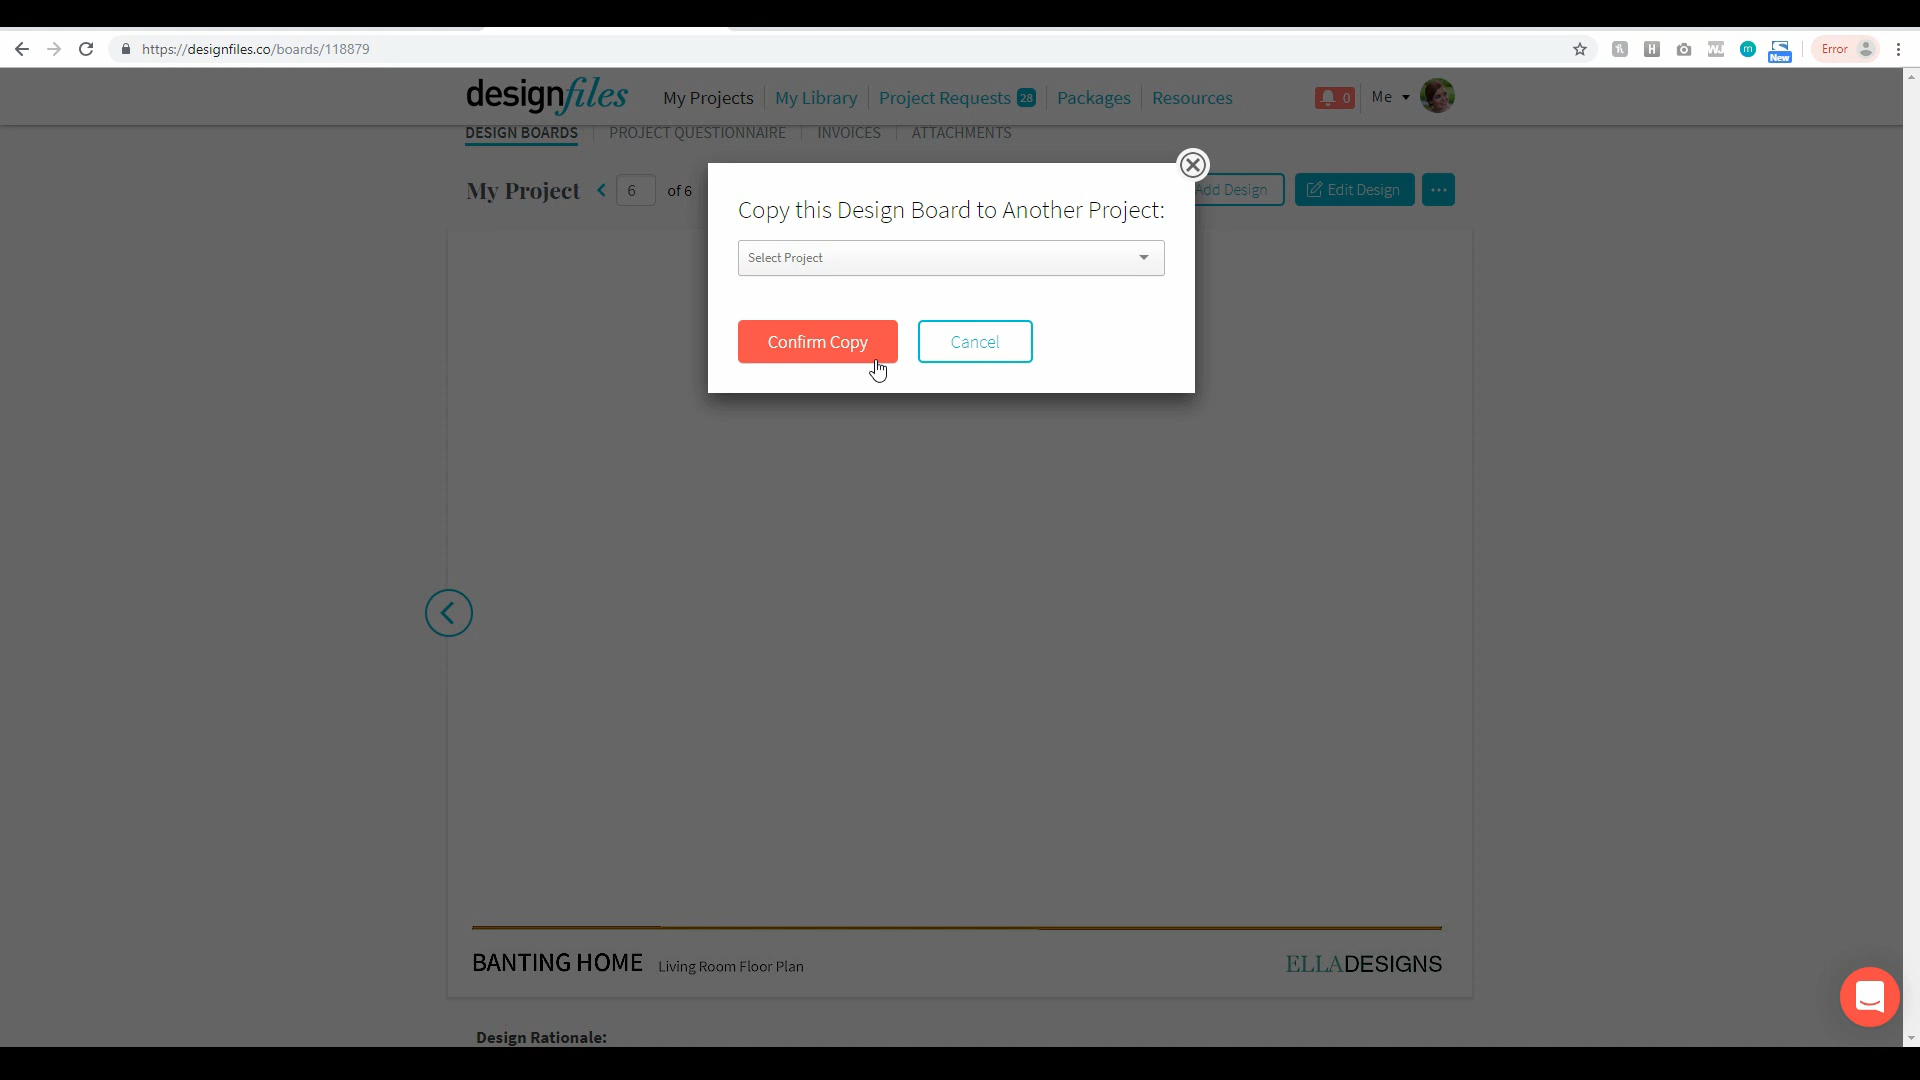 https://designfiles.co/boards/118879
H
WJ
m
New
Error
designfiles
My Projects
My Library
Project Requests 28
Packages
Resources
0
Me
DESIGN BOARDS
PROJECT QUESTIONNAIRE
INVOICES
ATTACHMENTS
My Project
6
of 6
Add Design
Edit Design
Copy this Design Board to Another Project:
Select Project
Confirm Copy
Cancel
BANTING HOME Living Room Floor Plan
ELLADESIGNS
Design Rationale: